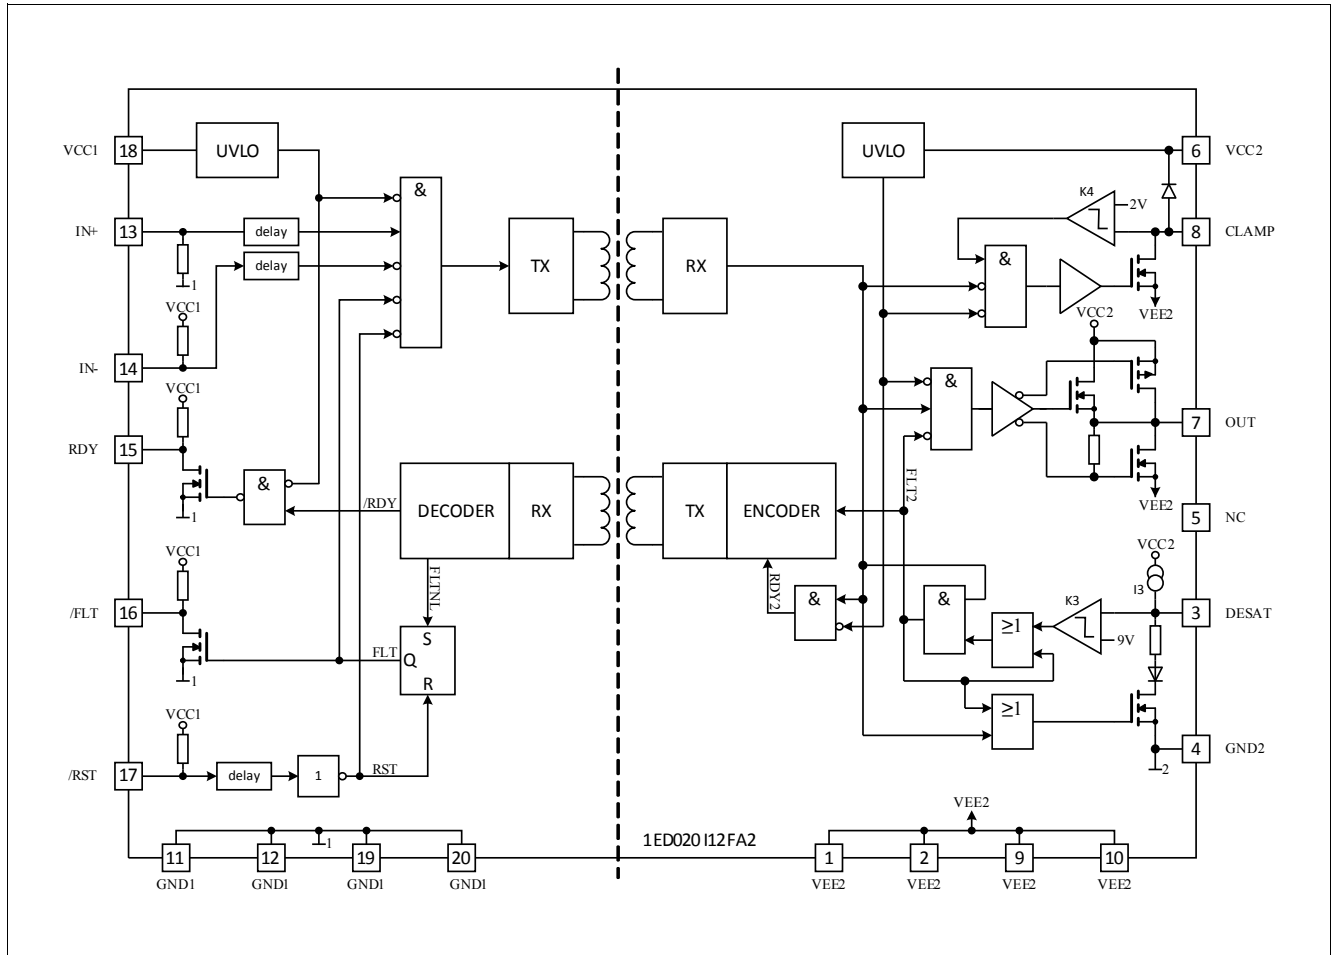 VCC1
18
UVLO
&
IN+
13
delay
delay
1
VCC1
IN-
14
VCC1
RDY
15
&
1
/RDY
TX
DECODER
RX
FLTNL
VCC1
/FLT
16
1
FLT
S
Q
R
VCC1
/RST
17
delay
1
RST
1
11
12
19
20
GND1
GND1
GND1
GND1
UVLO
6
VCC2
K4
2V
8
CLAMP
RX
&
VEE2
VCC2
&
7
OUT
FLT2
VEE2
5
NC
TX
ENCODER
RDY2
VCC2
I3
&
&
≥1
K3
9V
3
DESAT
≥1
4
GND2
2
1ED020I12FA2
VEE2
1
2
9
10
VEE2
VEE2
VEE2
VEE2